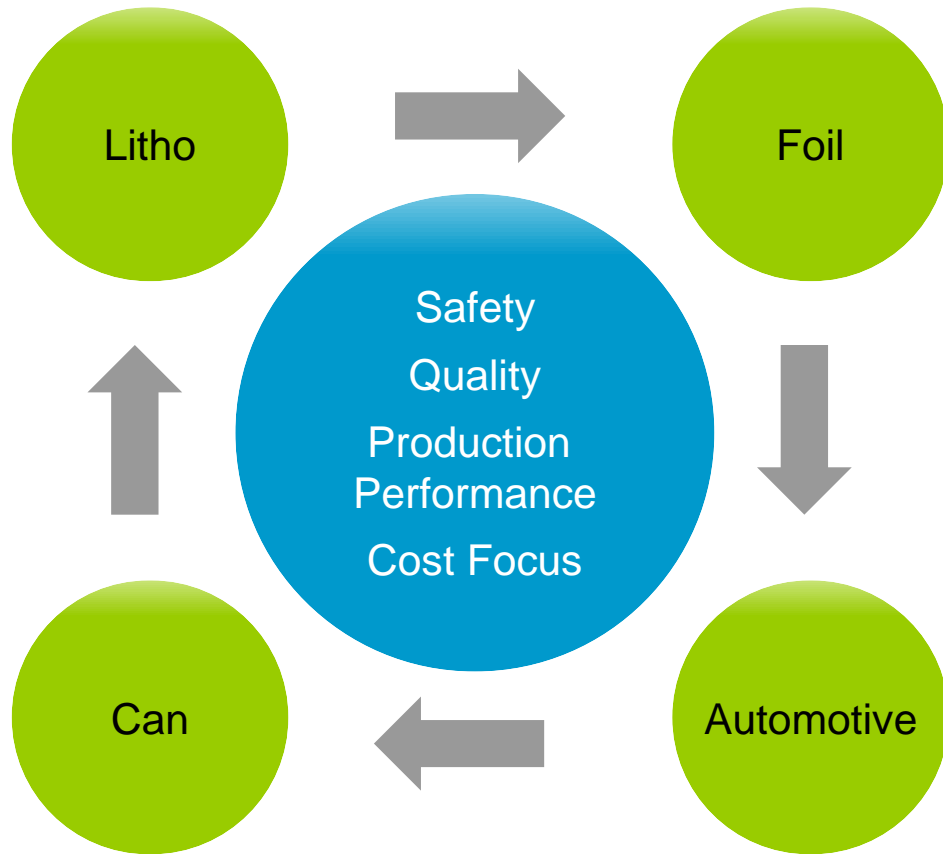 Litho
Foil
Safety
Quality
Production
Performance
Cost Focus
Can
Automotive